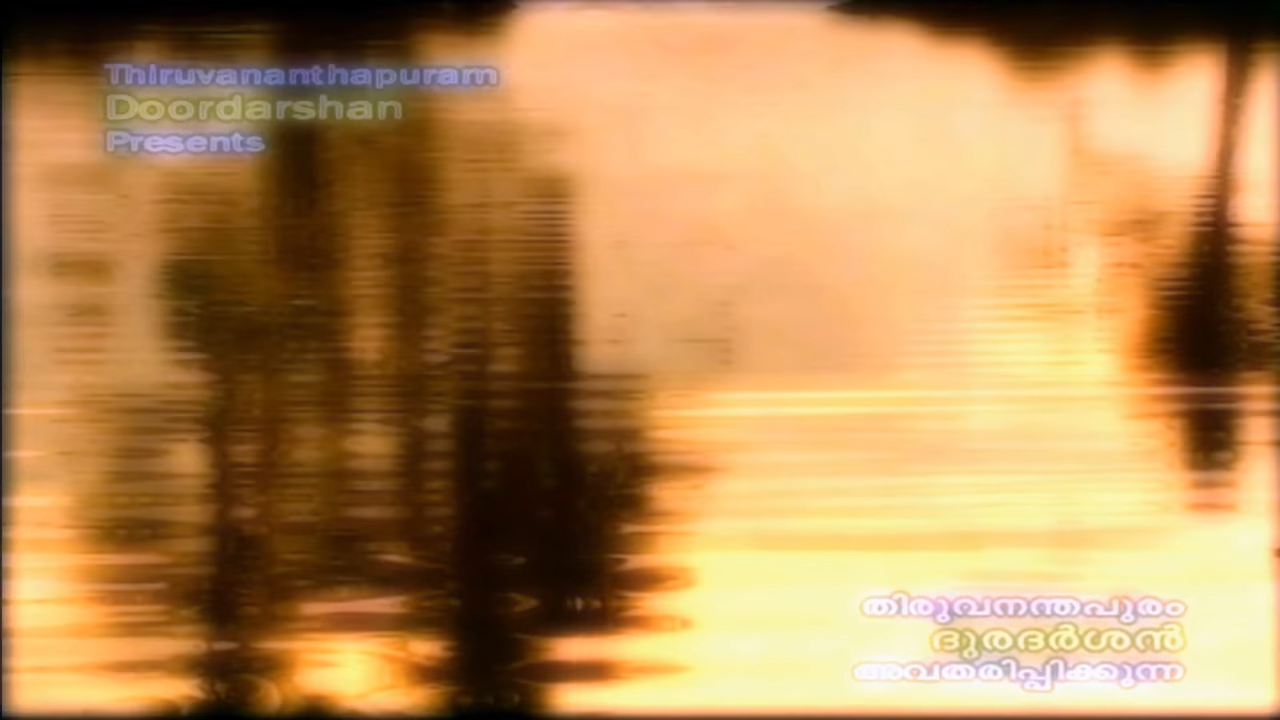 Thiruvananthapuram
Doordarshan
Presents
തിരുവനന്തപുരം
ദൂരദർശൻ
അവതരിപ്പിക്കുന്ന